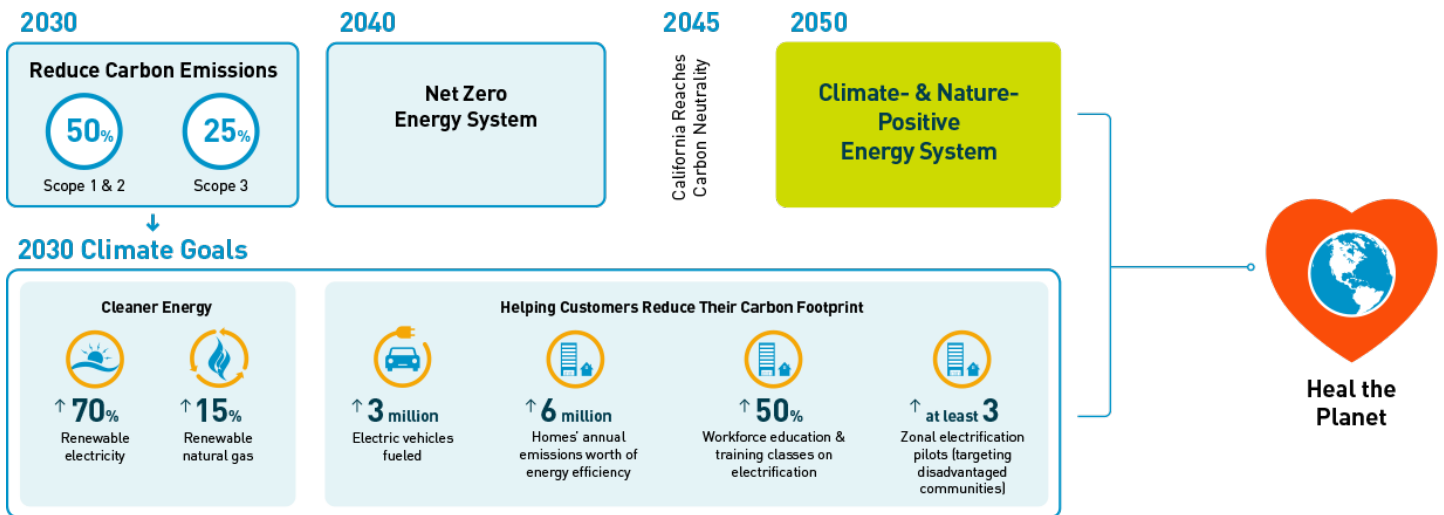 2030
Reduce Carbon Emissions
50%
Scope 1 & 2
25%
Scope 3
2040
Net Zero
Energy System
2045
California Reaches
Carbon Neutrality
2050
Climate- & Nature-
Positive
Energy System
2030 Climate Goals
Cleaner Energy
↑ 70%
Renewable
electricity
↑ 15%
Renewable
natural gas
Helping Customers Reduce Their Carbon Footprint
↑ 3 million
Electric vehicles
fueled
↑ 6 million
Homes’ annual
emissions worth of
energy efficiency
↑ 50%
Workforce education &
training classes on
electrification
↑ at least 3
Zonal electrification
pilots (targeting
disadvantaged
communities)
Heal the
Planet